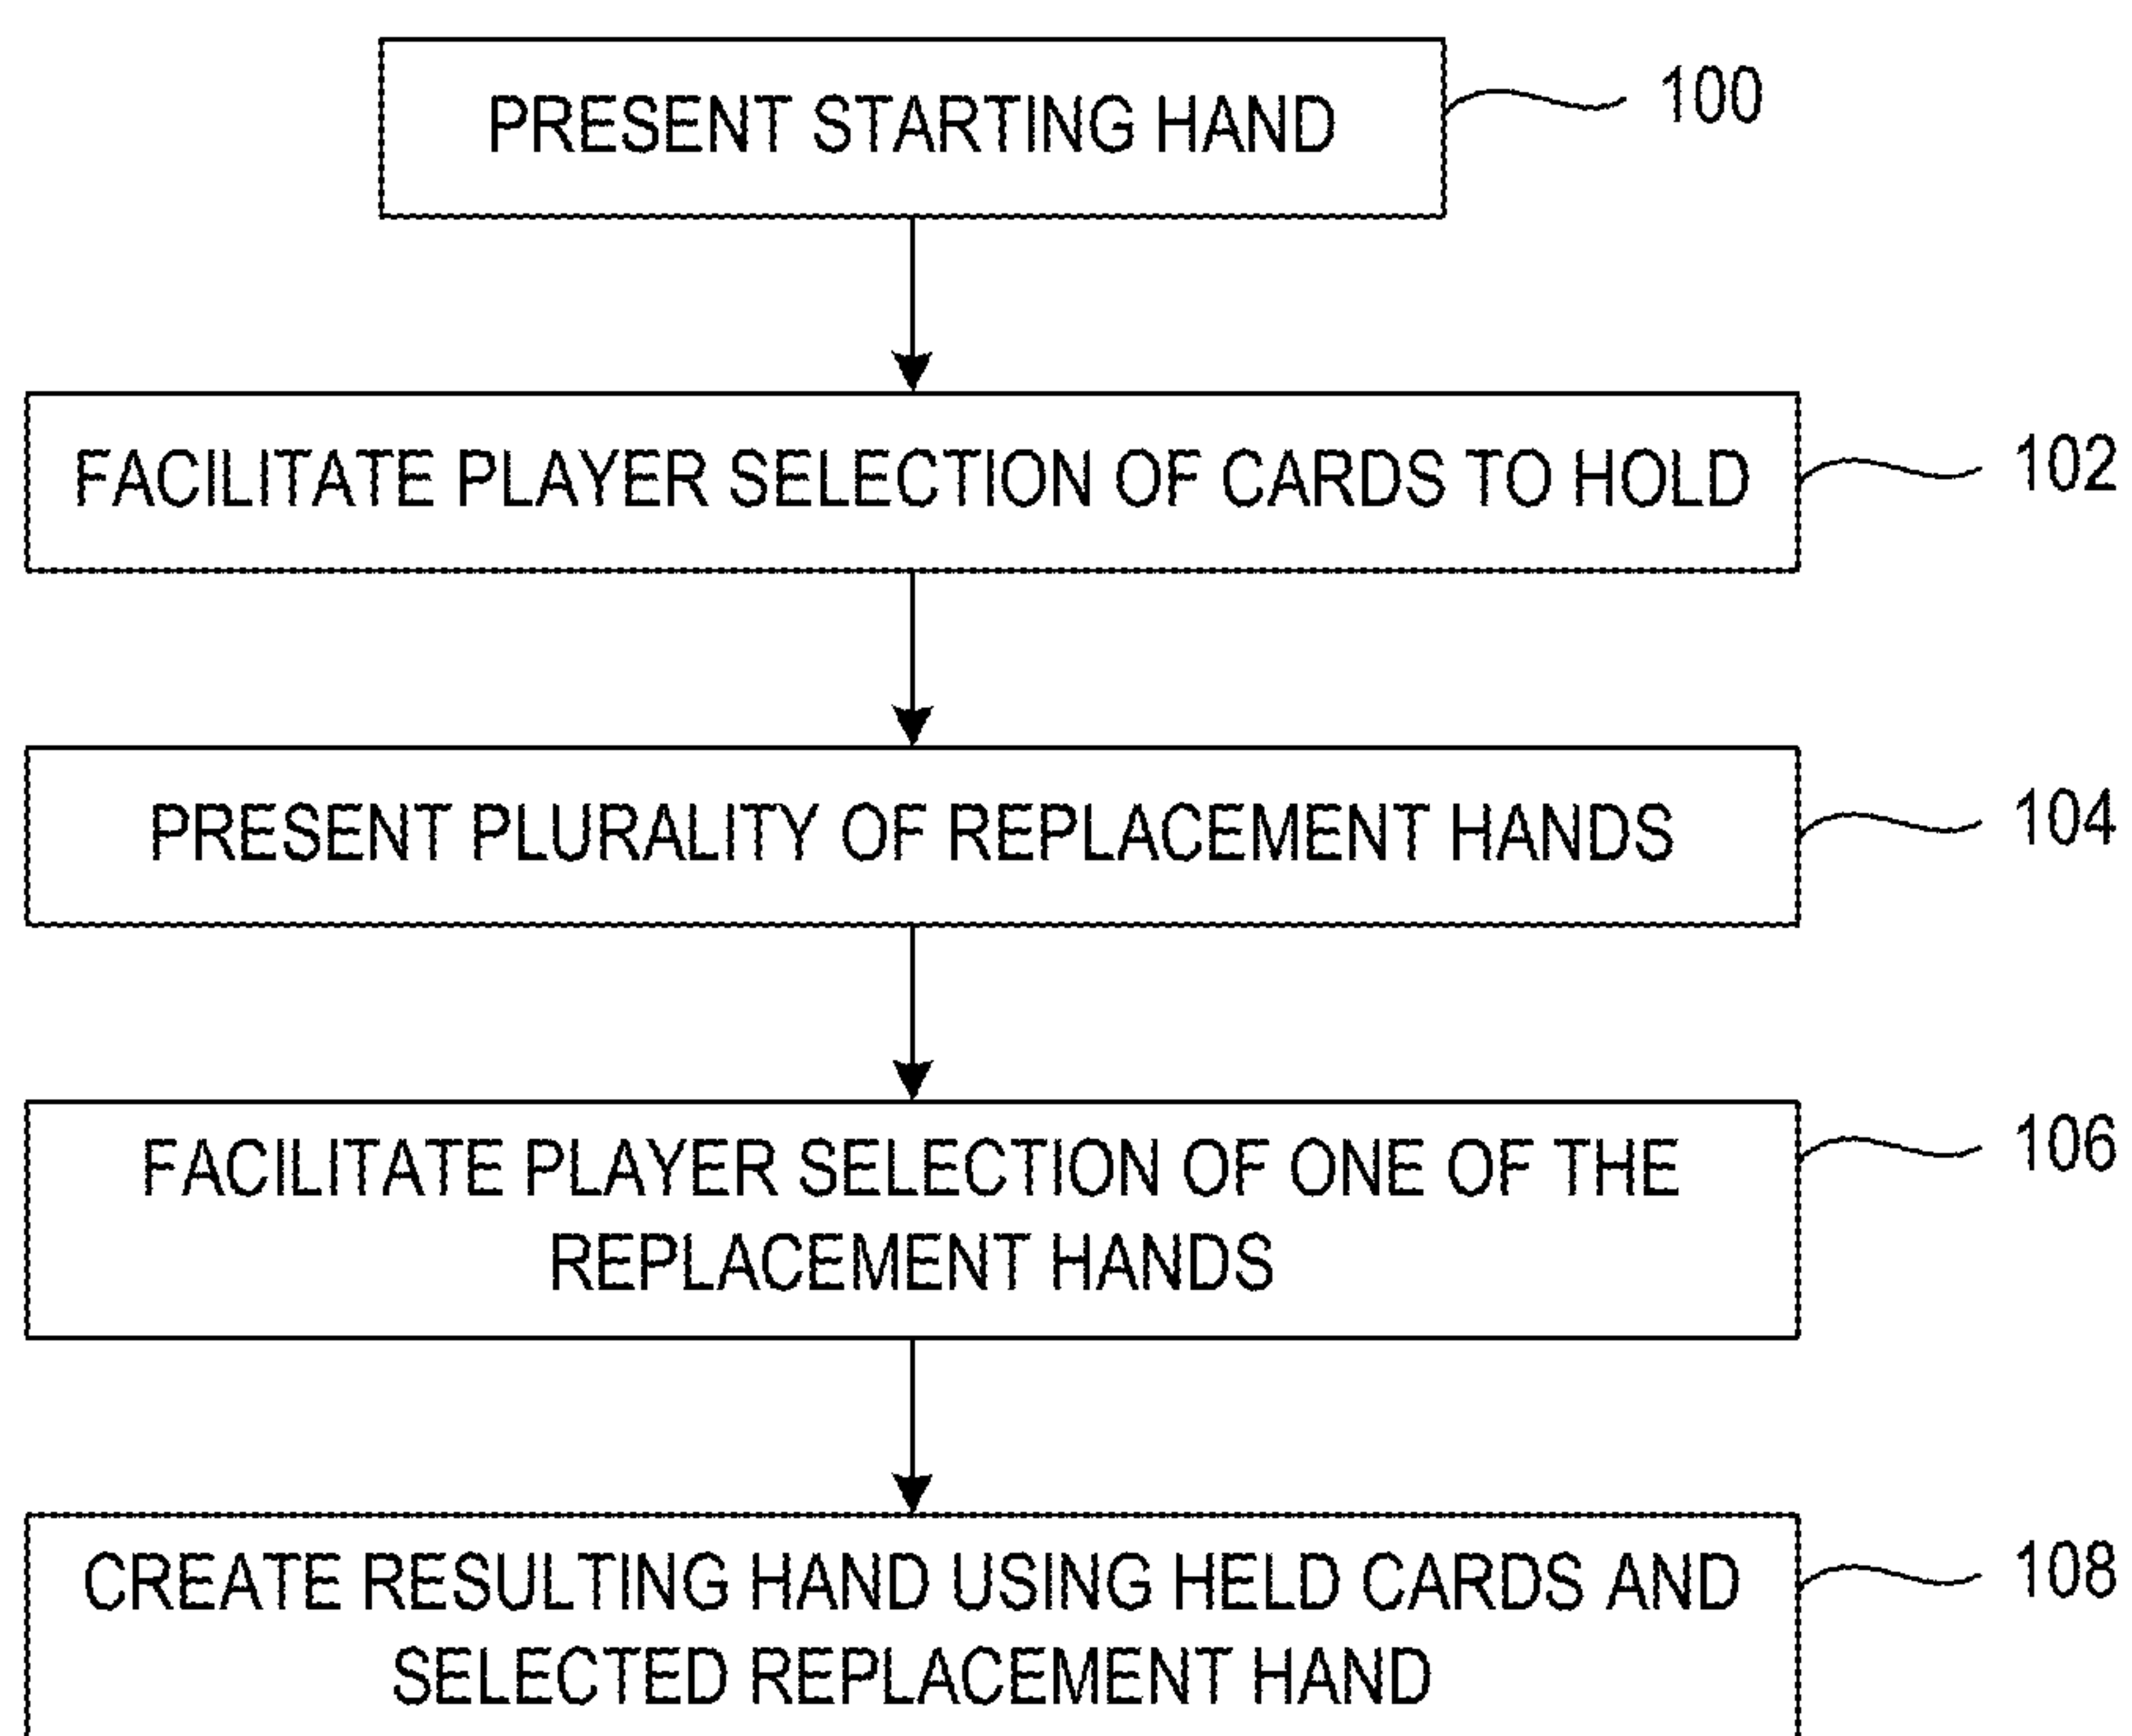 PRESENT STARTING HAND
100
FACILITATE PLAYER SELECTION OF CARDS TO HOLD
102
PRESENT PLURALITY OF REPLACEMENT HANDS
104
FACILITATE PLAYER SELECTION OF ONE OF THE
REPLACEMENT HANDS
106
CREATE RESULTING HAND USING HELD CARDS AND
SELECTED REPLACEMENT HAND
108